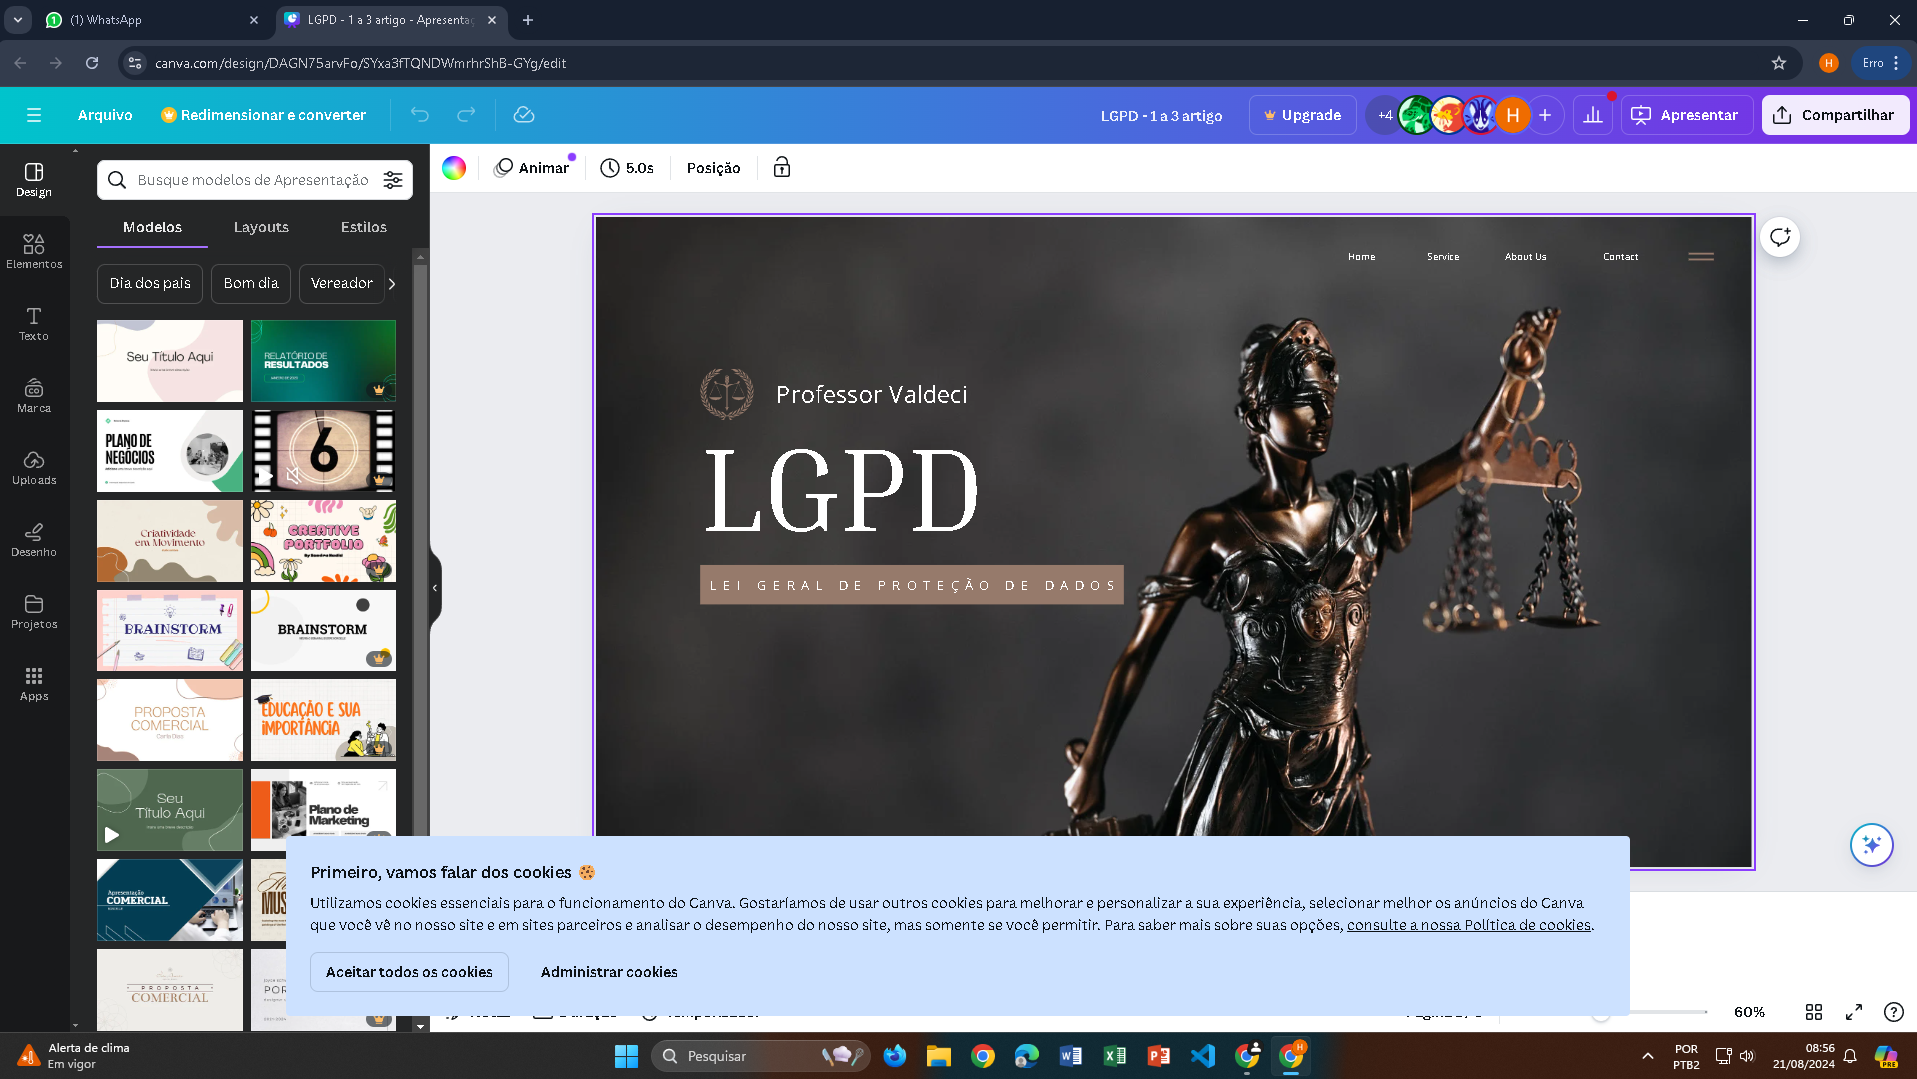 (1) WhatsApp
LGPD - 1 a 3 artigo - Apresentaç
canva.com/design/DAGN75arvFo/SYxa3fTQNDWmrhrShB-GYg/edit
Erro
Arquivo
Redimensionar e converter
LGPD - 1 a 3 artigo
Upgrade
+4
H
Apresentar
Compartilhar
Design
Elementos
Texto
Marca
Uploads
Desenho
Projetos
Apps
Busque modelos de Apresentação
Modelos
Layouts
Estilos
Dia dos pais
Bom dia
Vereador
Seu Título Aqui
RELATÓRIO DE
RESULTADOS
PLANO DE
NEGÓCIOS
6
Criatividade
em Movimento
CREATIVE
PORTFOLIO
BRAINSTORM
BRAINSTORM
PROPOSTA
COMERCIAL
EDUCAÇÃO E SUA
IMPORTÂNCIA
Seu
Título Aqui
Plano de
Marketing
Apresentação
COMERCIAL
PROPOSTA
COMERCIAL
Animar
5.0s
Posição
Home
Service
About Us
Contact
Professor Valdeci
LGPD
LEI GERAL DE PROTEÇÃO DE DADOS
Primeiro, vamos falar dos cookies
Utilizamos cookies essenciais para o funcionamento do Canva. Gostaríamos de usar outros cookies para melhorar e personalizar a sua experiência, selecionar melhor os anúncios do Canva
que você vê no nosso site e em sites parceiros e analisar o desempenho do nosso site, mas somente se você permitir. Para saber mais sobre suas opções, consulte a nossa Política de cookies.
Aceitar todos os cookies
Administrar cookies
60%
Alerta de clima
Em vigor
Pesquisar
POR
PTB2
08:56
21/08/2024